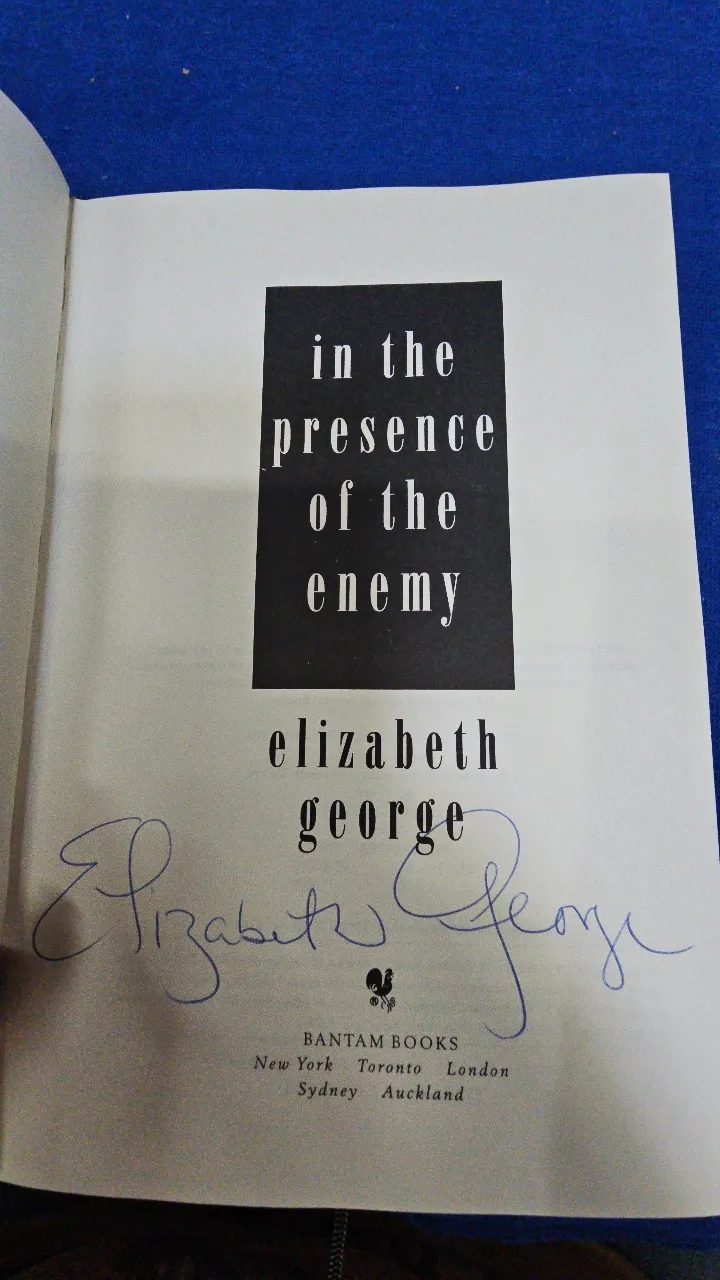 in the
presence
of the
enemy
elizabeth
george
Elizabeth George
®
BANTAM BOOKS
New York Toronto London
Sydney Auckland